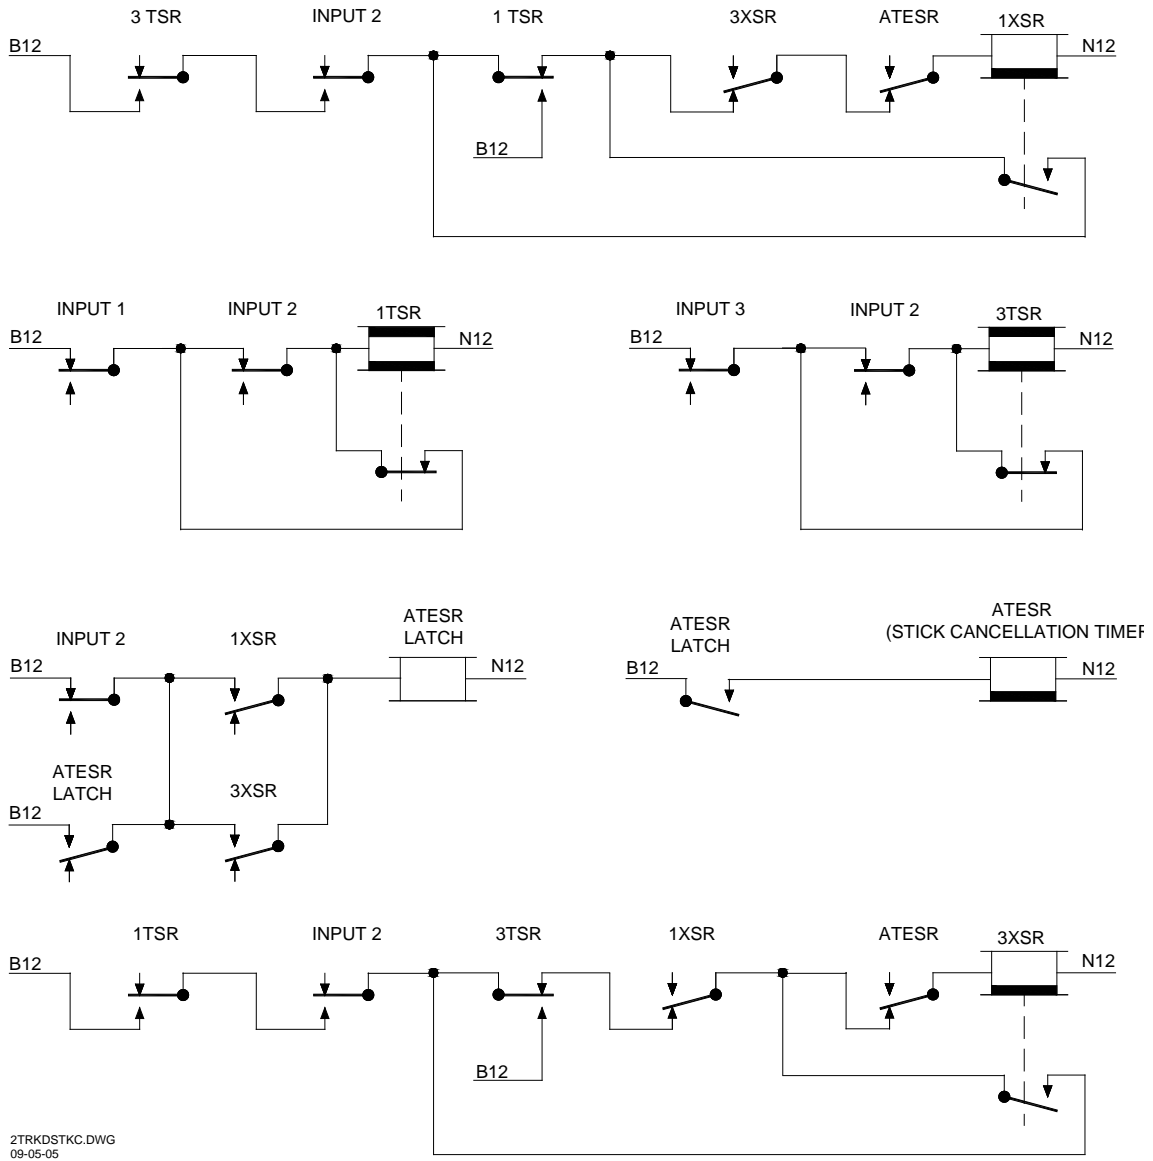 3 TSR
INPUT 2
1 TSR
3XSR
ATESR
1XSR
B12
N12
B12
INPUT 1
INPUT 2
1TSR
B12
N12
INPUT 3
INPUT 2
3TSR
B12
N12
INPUT 2
1XSR
ATESR
LATCH
B12
N12
ATESR
LATCH
3XSR
B12
ATESR
LATCH
ATESR
(STICK CANCELLATION TIMER
B12
N12
1TSR
INPUT 2
3TSR
1XSR
ATESR
3XSR
B12
N12
B12
2TRKDSTKC.DWG
09-05-05